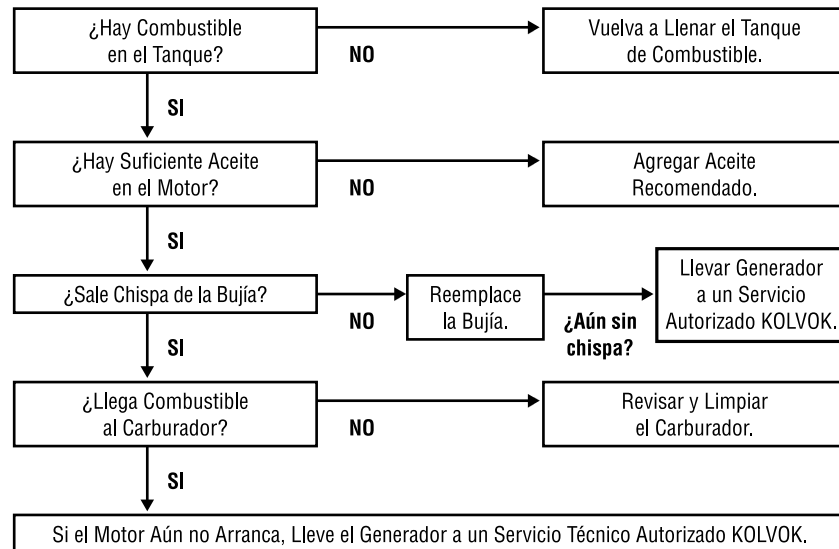 ¿Hay Combustible
en el Tanque?
NO
Vuelva a Llenar el Tanque
de Combustible.
SI
¿Hay Suficiente Aceite
en el Motor?
NO
Agregar Aceite
Recomendado.
SI
¿Sale Chispa de la Bujía?
NO
Reemplace
la Bujía.
¿Aún sin
chispa?
Llevar Generador
a un Servicio
Autorizado KOLVOK.
SI
¿Llega Combustible
al Carburador?
NO
Revisar y Limpiar
el Carburador.
SI
Si el Motor Aún no Arranca, Lleve el Generador a un Servicio Técnico Autorizado KOLVOK.